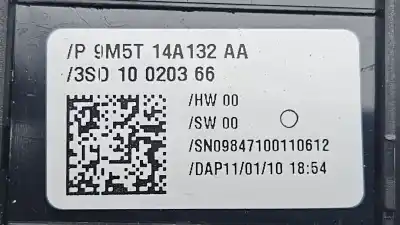 /P 9M5T 14A132 AA
/3SD 10 0203 66
/HW 00
/SW 00
/SN09847100110612
/DAP11/01/10 18:54